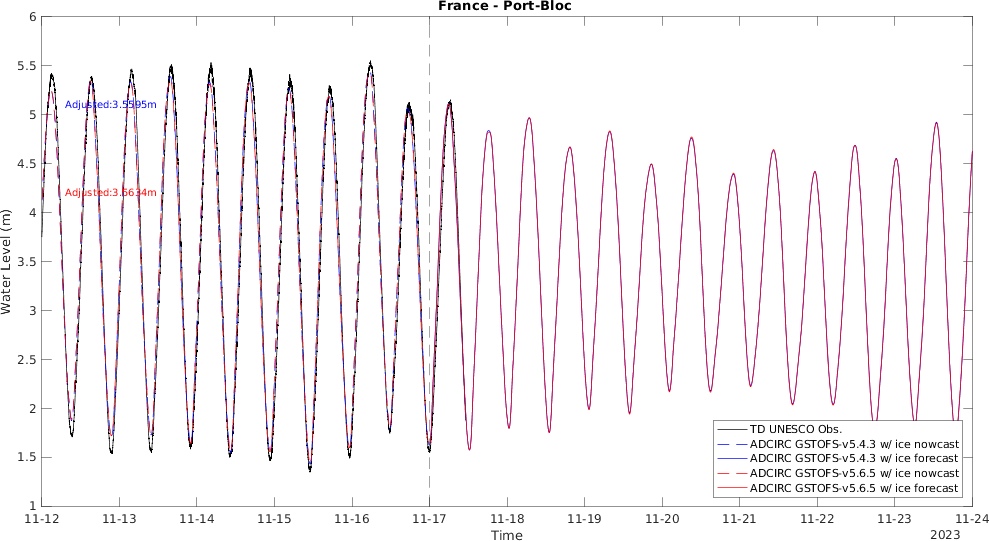 France - Port-Bloc
6
5.5
5
4.5
4
3.5
3
2.5
2
1.5
1
Water Level (m)
Adjusted:3.5595m
Adjusted:3.5634m
TD UNESCO Obs.
ADCIRC GSTOFS-v5.4.3 w/ ice nowcast
ADCIRC GSTOFS-v5.4.3 w/ ice forecast
ADCIRC GSTOFS-v5.6.5 w/ ice nowcast
ADCIRC GSTOFS-v5.6.5 w/ ice forecast
11-12 11-13 11-14 11-15 11-16 11-17 11-18 11-19 11-20 11-21 11-22 11-23 11-24
Time
2023